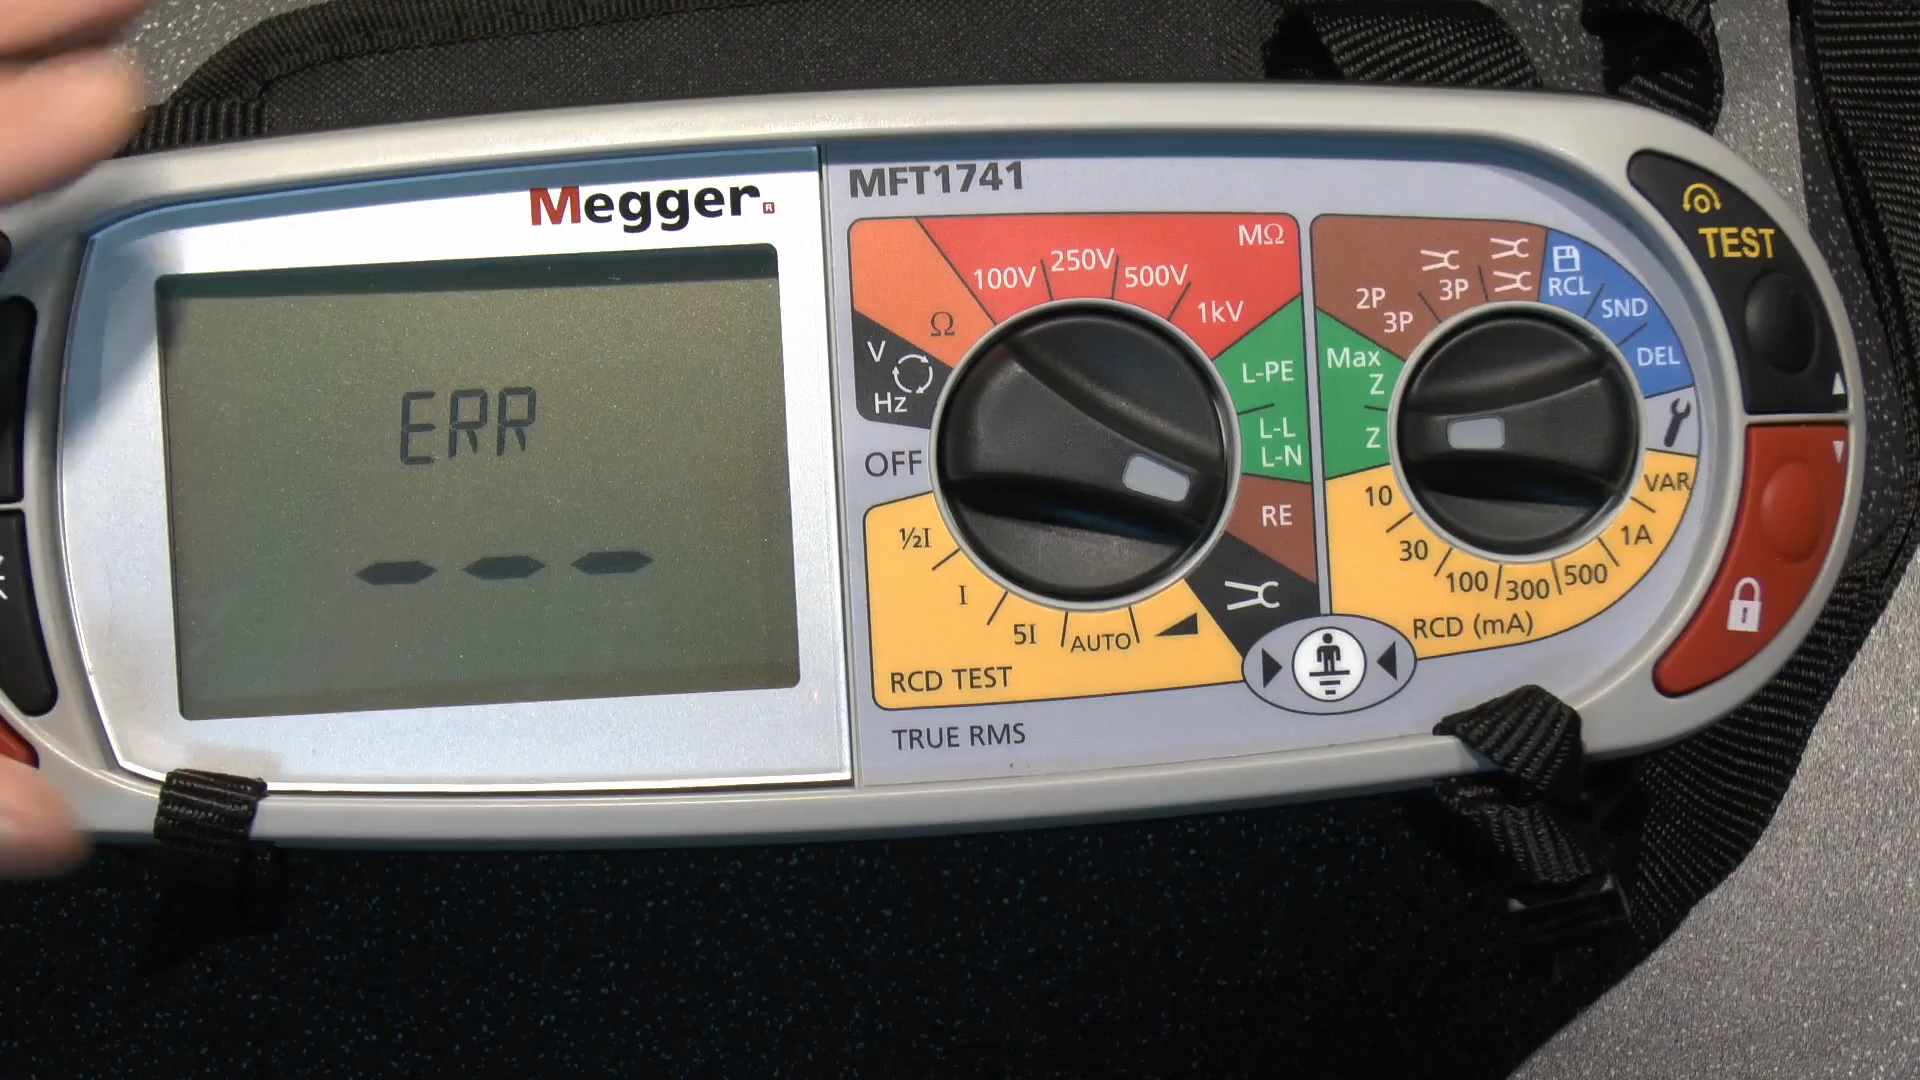 Megger
R
MFT1741
ERR
---
MΩ
100V
250V
500V
1kV
Ω
V
Hz
OFF
L-PE
L-L
L-N
RE
½I
I
5I
AUTO
RCD TEST
TRUE RMS
2P
3P
3P
RCL
SND
DEL
Max
Z
Z
10
30
100
300
500
1A
VAR
RCD (mA)
TEST